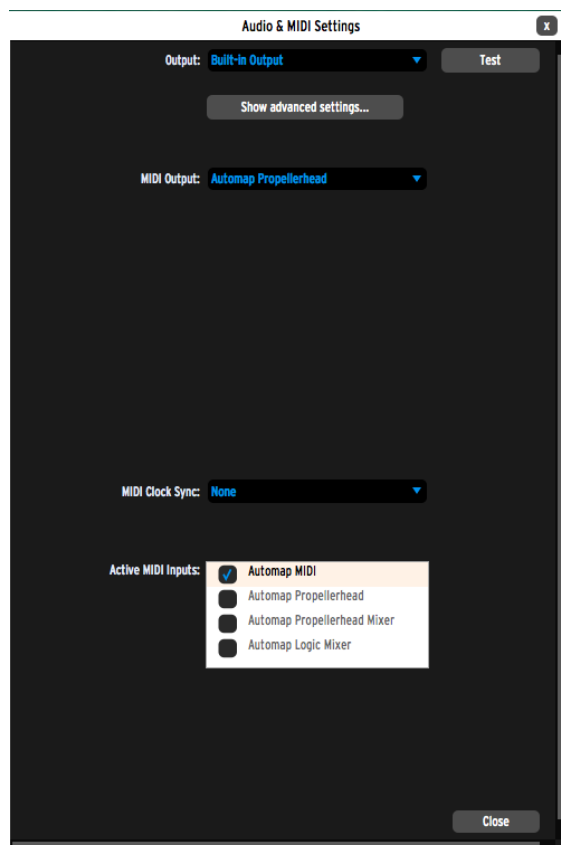 Audio & MIDI Settings x
Output: Built-in Output Test
Show advanced settings...
MIDI Output: Automap Propellerhead
MIDI Clock Sync: None
Active MIDI Inputs: Automap MIDI
Automap Propellerhead
Automap Propellerhead Mixer
Automap Logic Mixer
Close